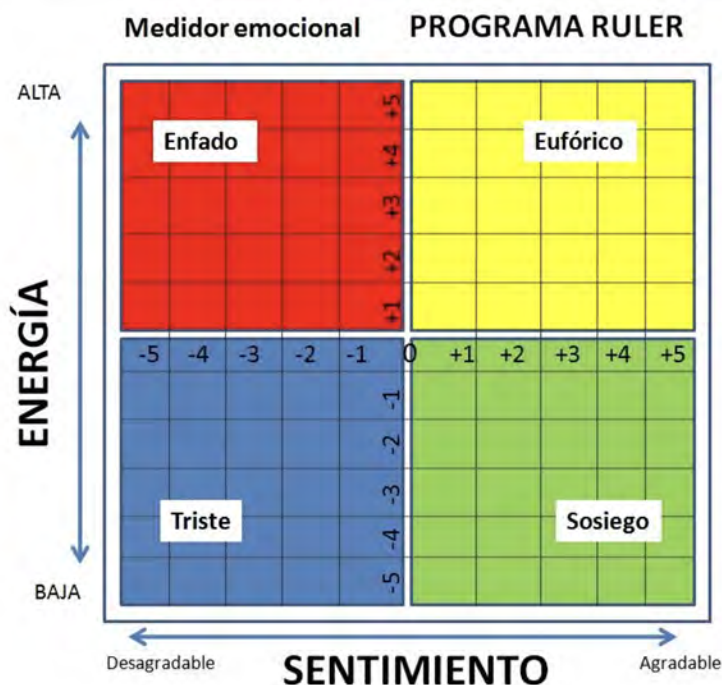 Medidor emocional PROGRAMA RULER
ALTA
+5
Enfado
Eufórico
+4
+3
+2
+1
ENERGÍA
-5 -4 -3 -2 -1 0 +1 +2 +3 +4 +5
-1
-2
-3
Triste
Sosiego
-4
-5
BAJA
Desagradable SENTIMIENTO Agradable